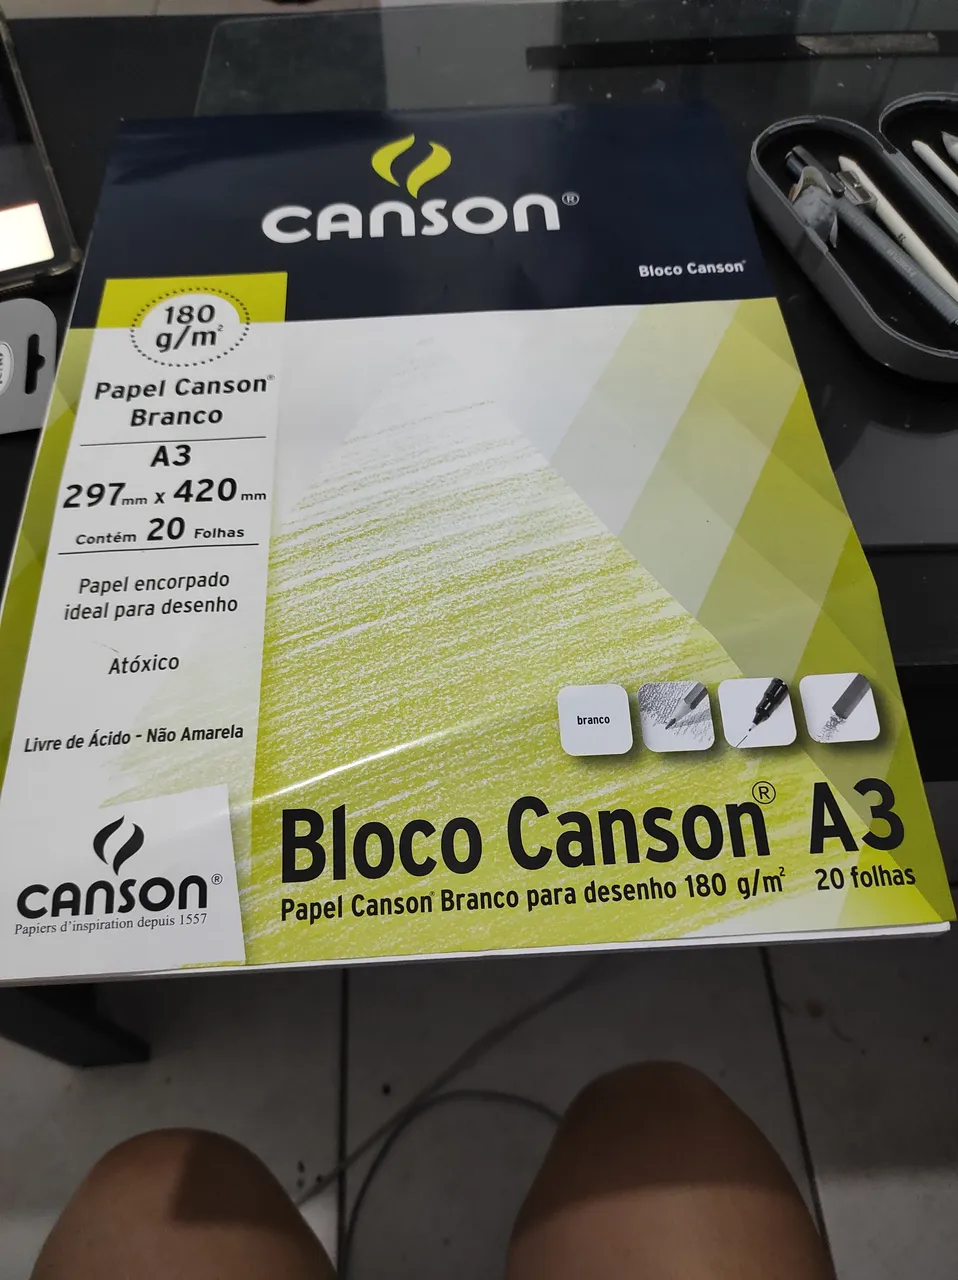 CANSON®
Bloco Canson®
180
g/m²
Papel Canson®
Branco
A3
297mm x 420mm
Contém 20 Folhas
Papel encorpado
ideal para desenho
Atóxico
Livre de Ácido - Não Amarela
branco
Bloco Canson® A3
Papel Canson® Branco para desenho 180 g/m² 20 folhas
CANSON®
Papiers d'inspiration depuis 1557